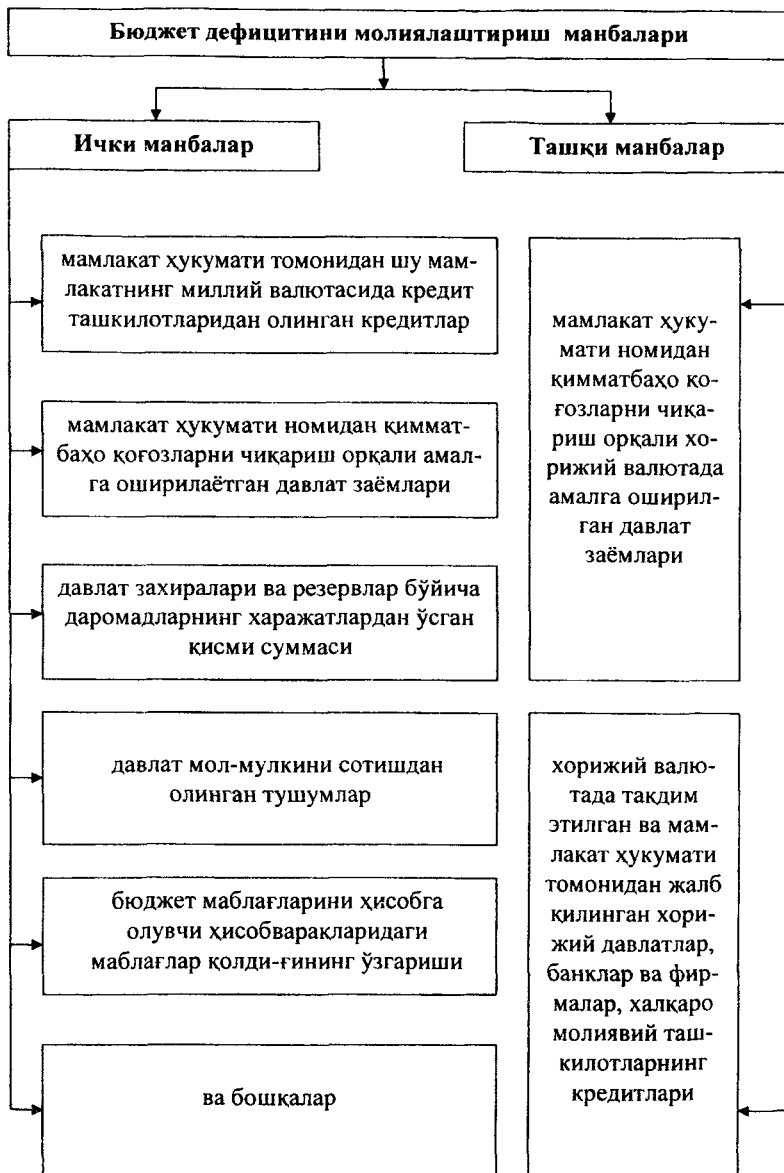 Бюджет дефицитини молиялаштириш манбалари
Ички манбалар
мамлакат ҳукумати томонидан шу мам-
лакатнинг миллий валютасида кредит
ташкилотларидан олинган кредитлар
мамлакат ҳукумати номидан қиммат-
баҳо қоғозларни чиқариш орқали амал-
га оширилаётган давлат заёмлари
давлат захиралари ва резервлар бўйича
даромадларнинг харажатлардан ўсган
қисми суммаси
давлат мол-мулкини сотишдан
олинган тушумлар
бюджет маблағларини ҳисобга
олувчи ҳисобварақларидаги
маблағлар қолди-ғининг ўзгариши
ва бошқалар
Ташқи манбалар
мамлакат ҳуку-
мати номидан
қимматбаҳо қо-
ғозларни чиқа-
риш орқали хо-
рижий валютада
амалга оширил-
ган давлат
заёмлари
хорижий валю-
тада тақдим
этилган ва мам-
лакат ҳукумати
томонидан жалб
қилинган хори-
жий давлатлар,
банклар ва фир-
малар, халқаро
молиявий таш-
килотларнинг
кредитлари